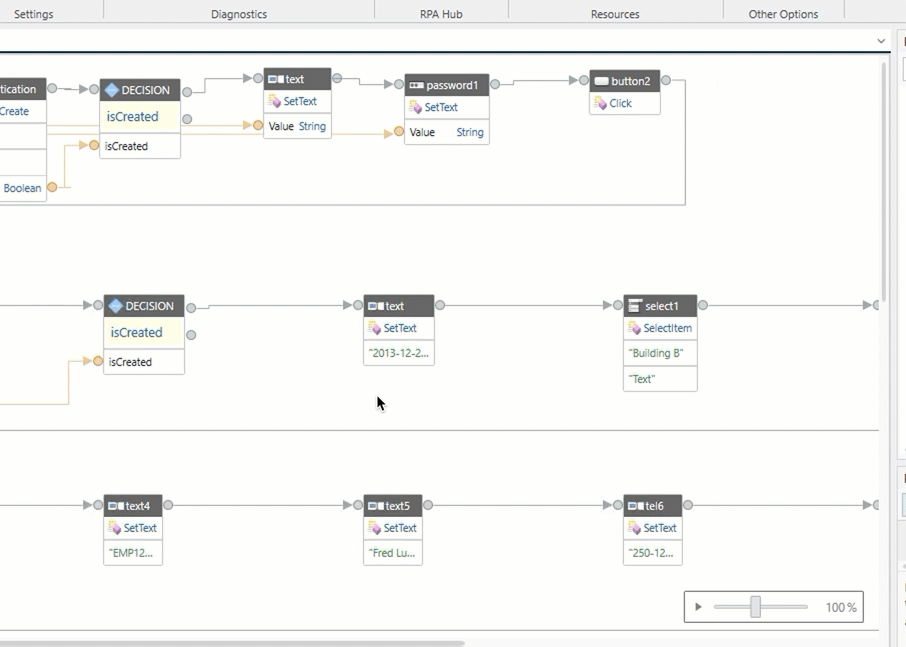 Settings Diagnostics RPA Hub Resources Other Options
tication DECISION text password1 button2
Create isCreated SetText SetText Click
Value String Value String
isCreated
Boolean
DECISION text select1
isCreated SetText SelectItem
isCreated "2013-12-2... "Building B"
"Text"
text4 text5 tel6
SetText SetText SetText
"EMP12... "Fred Lu... "250-12...
100 %